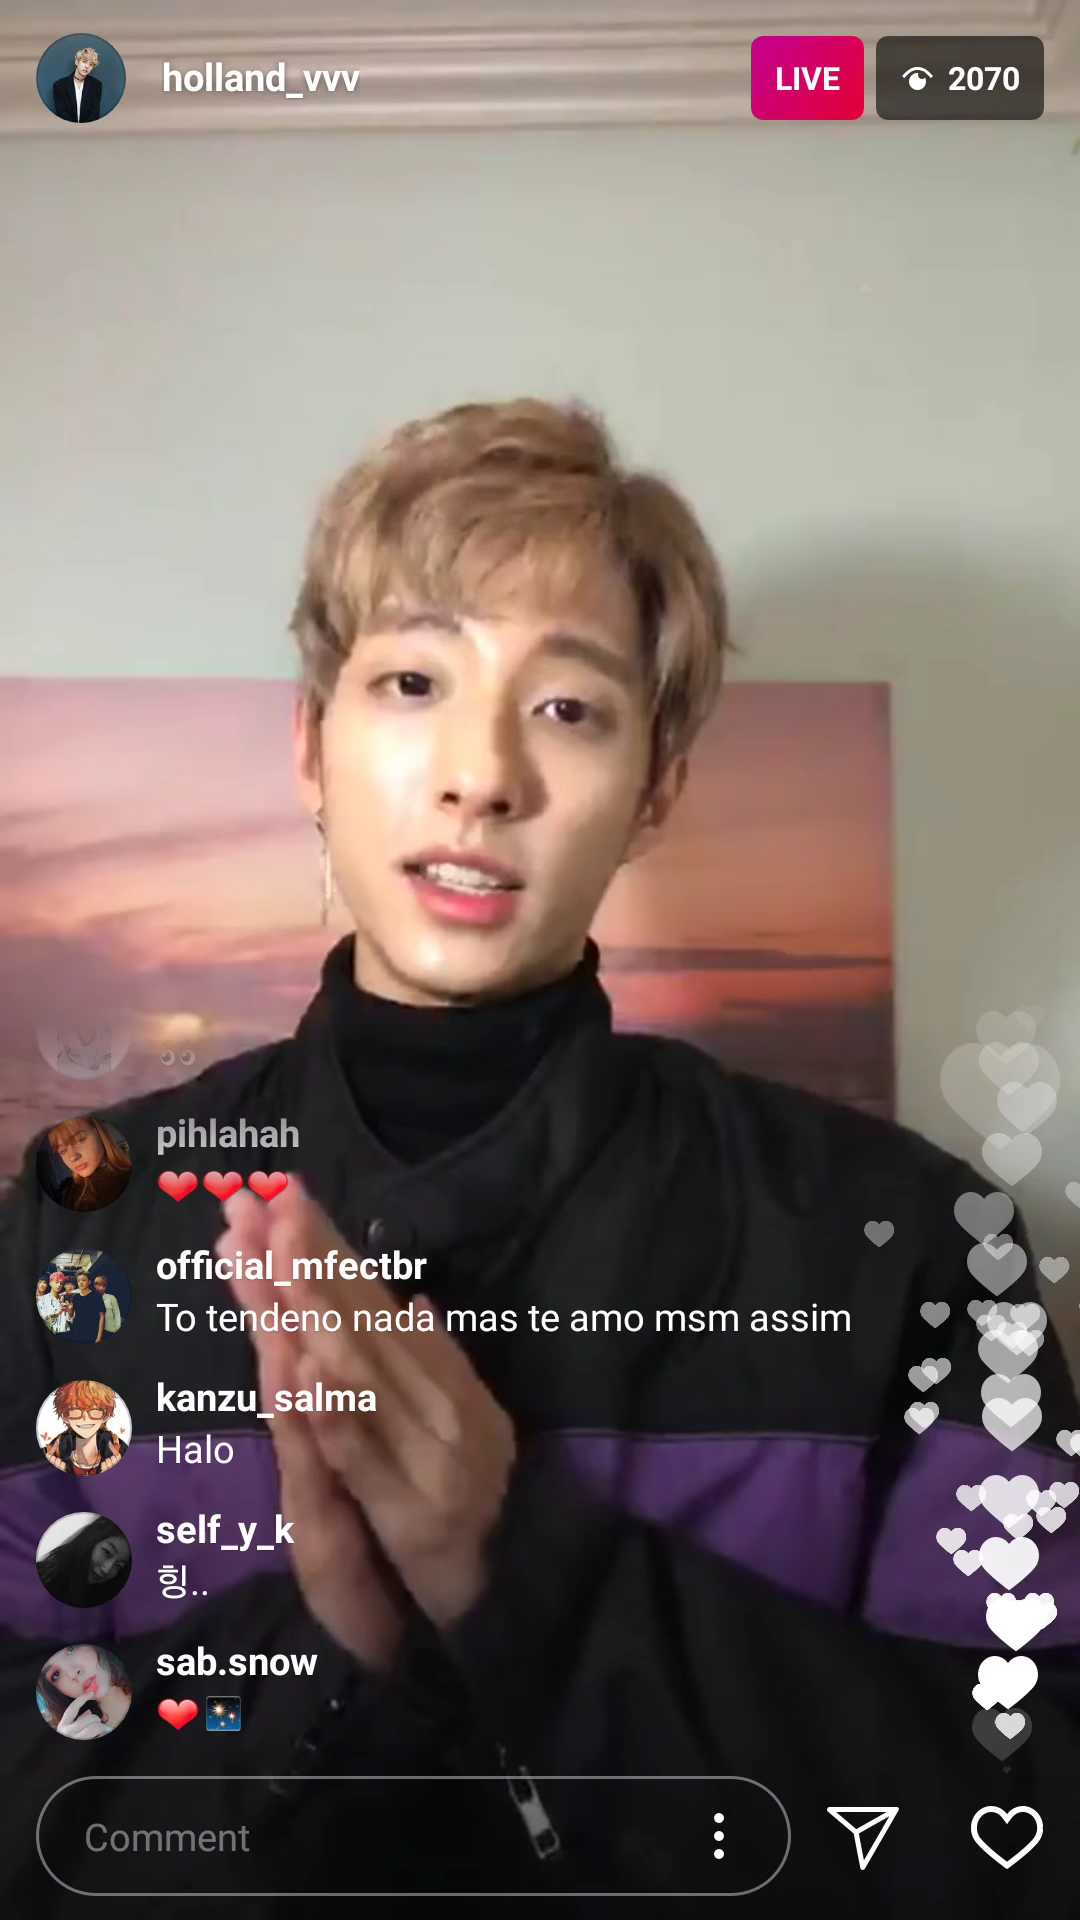 holland_vvv
LIVE
2070
👀
pihlahah
❤❤❤
official_mfectbr
To tendeno nada mas te amo msm assim
kanzu_salma
Halo
self_y_k
힝..
sab.snow
❤🎇
Comment